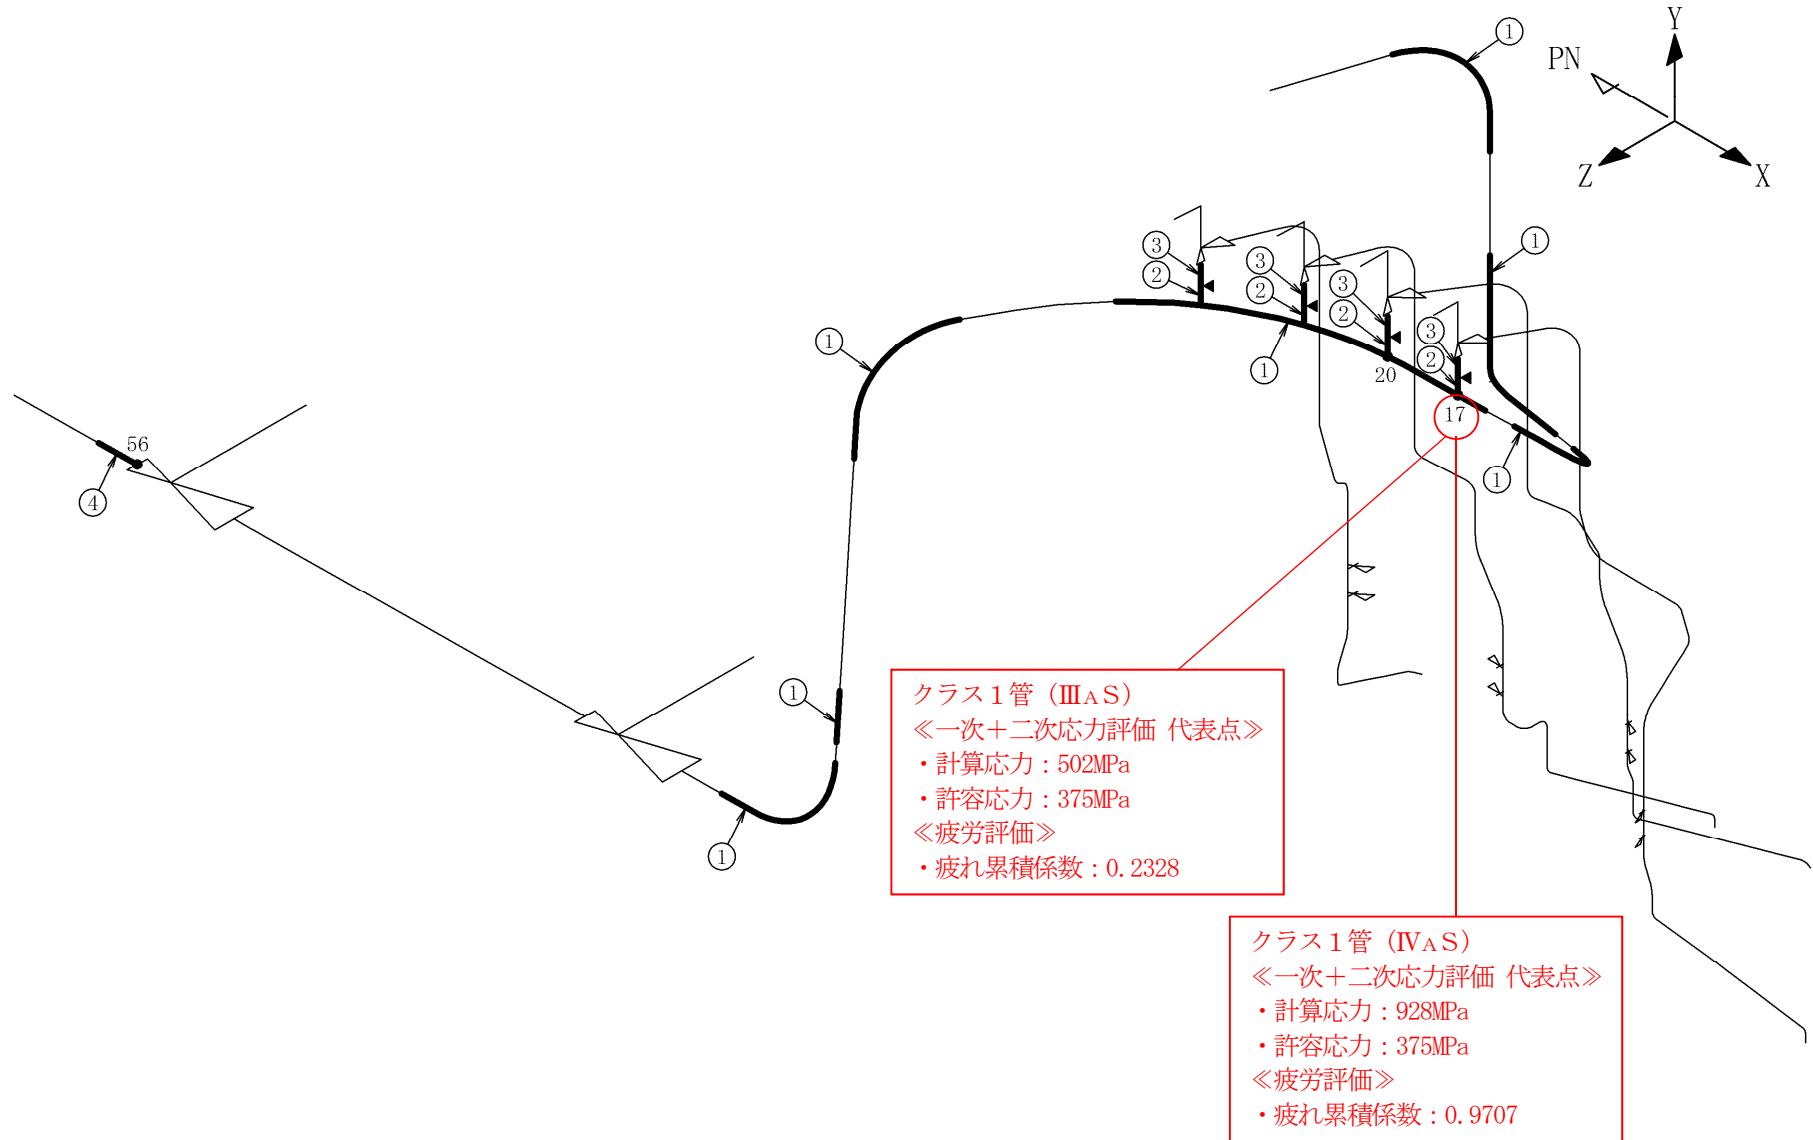 ①
PN
Y
Z
X
①
③
②
③
②
③
②
③
②
①
①
20
17
①
56
④
①
①
クラス1管（ⅢAS）
≪一次＋二次応力評価 代表点≫
・計算応力：502MPa
・許容応力：375MPa
≪疲労評価≫
・疲れ累積係数：0.2328
①
クラス1管（ⅣAS）
≪一次＋二次応力評価 代表点≫
・計算応力：928MPa
・許容応力：375MPa
≪疲労評価≫
・疲れ累積係数：0.9707